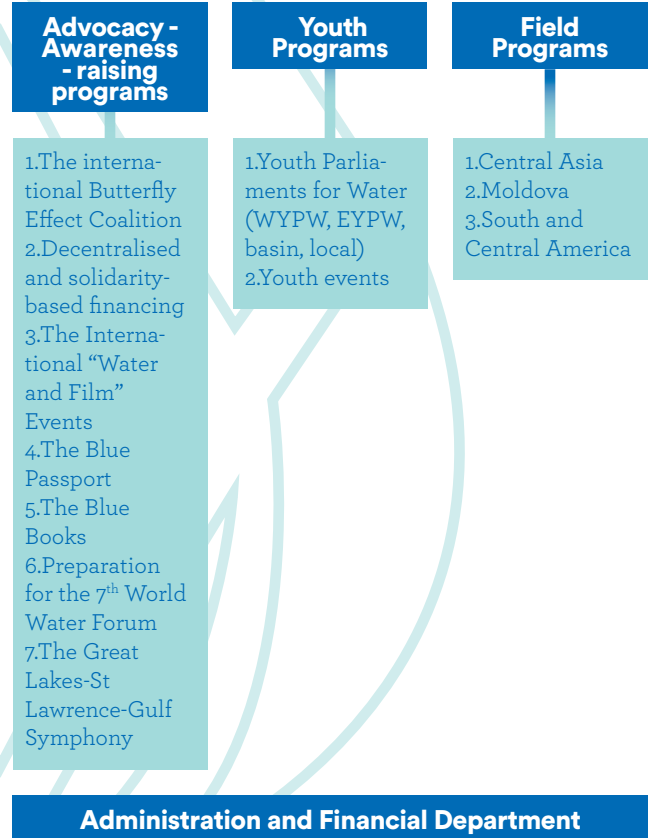 Advocy -
Awareness
- raising
programs
1.The interna-
tional Butterfly
Effect Coalition
2.Decentralised
and solidarity-
based financing
3.The Interna-
tional “Water
and Film”
Events
4.The Blue
Passport
5.The Blue
Books
6.Preparation
for the 7th World
Water Forum
7.The Great
Lakes-St
Lawrence-Gulf
Symphony
Youth
Programs
1.Youth Parlia-
ments for Water
(WYPW, EYPW,
basin, local)
2.Youth events
Field
Programs
1.Central Asia
2.Moldova
3.South and
Central America
Administration and Financial Department